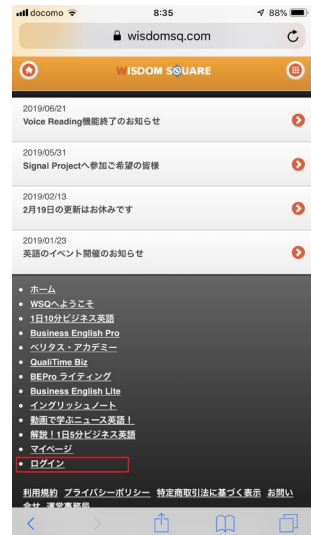 docomo 8:35 88%
wisdomsq.com
WISDOM SQUARE
2019/06/21
Voice Reading機能終了のお知らせ
2019/05/31
Signal Projectへ参加ご希望の皆様
2019/02/13
2月19日の更新はお休みです
2019/01/23
英語のイベント開催のお知らせ
ホーム
WSQへようこそ
1日10分ビジネス英語
Business English Pro
ベリタス・アカデミー
QualiTime Biz
BEPro ライティング
Business English Lite
イングリッシュノート
動画で学ぶニュース英語！
解説！1日5分ビジネス英語
マイページ
ログイン
利用規約 プライバシーポリシー 特定商取引法に基づく表示 お問い
合せ 運営事務局